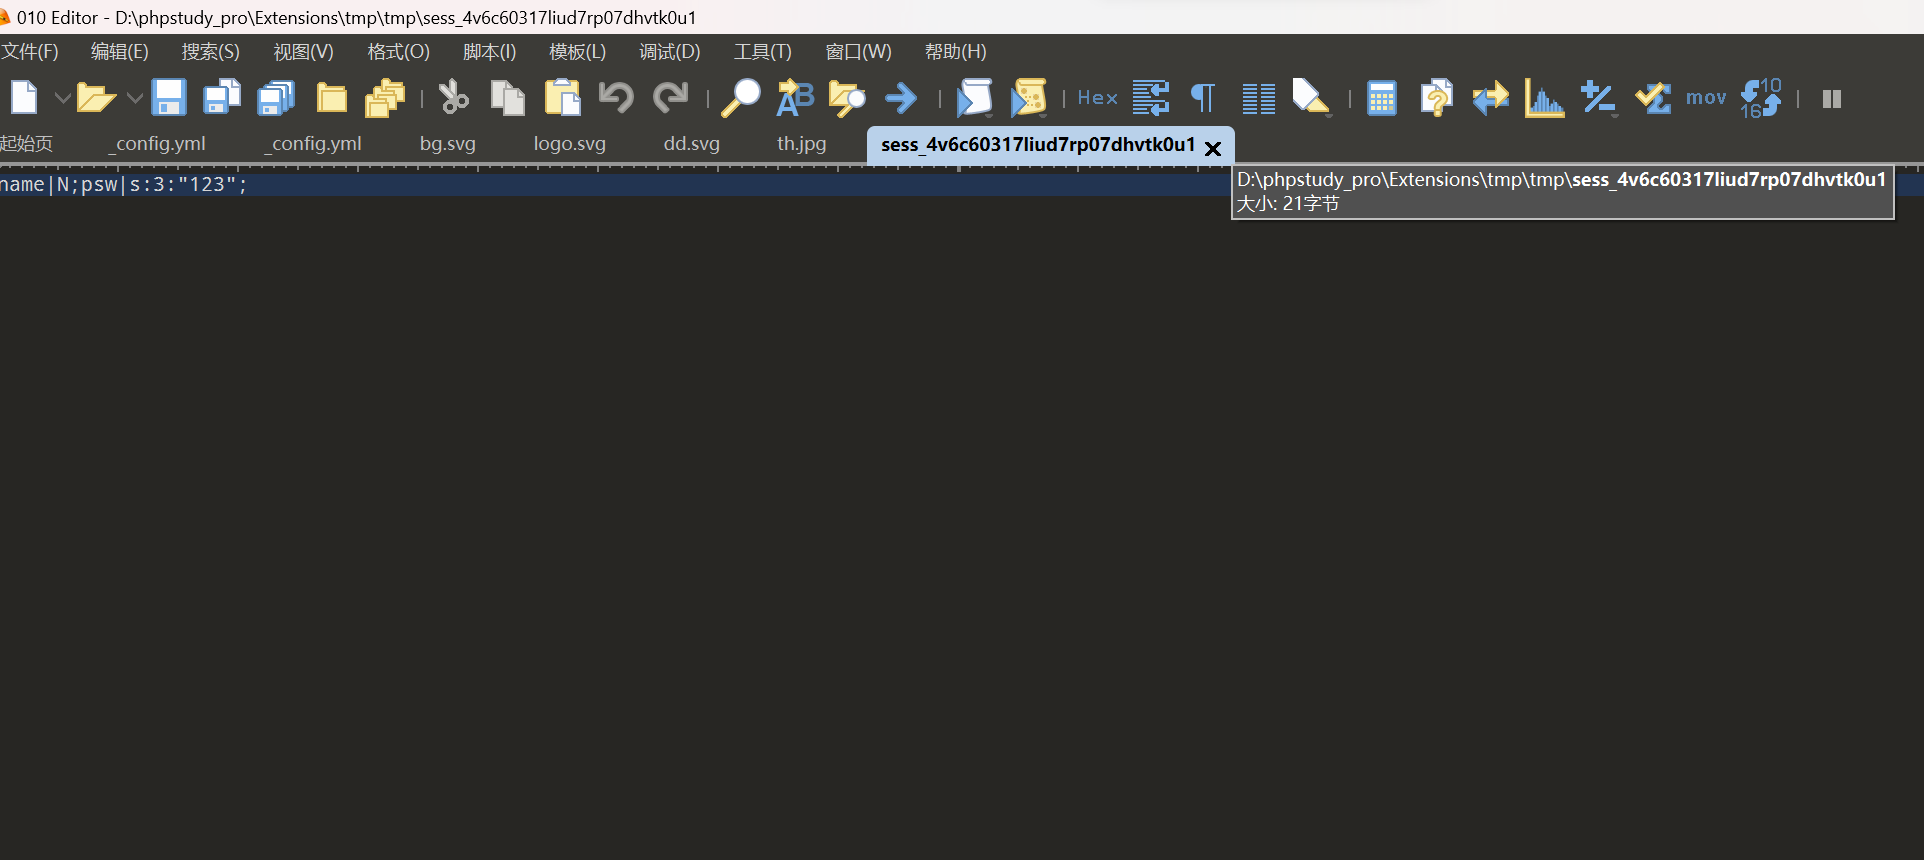 010 Editor - D:\phpstudy_pro\Extensions\tmp\tmp\sess_4v6c60317liud7rp07dhvtk0u1
文件(F) 编辑(E) 搜索(S) 视图(V) 格式(O) 脚本(I) 模板(L) 调试(D) 工具(T) 窗口(W) 帮助(H)
Hex mov 10 16
起始页 _config.yml _config.yml bg.svg logo.svg dd.svg th.jpg sess_4v6c60317liud7rp07dhvtk0u1
name|N;psw|s:3:"123";
D:\phpstudy_pro\Extensions\tmp\tmp\sess_4v6c60317liud7rp07dhvtk0u1
大小: 21字节